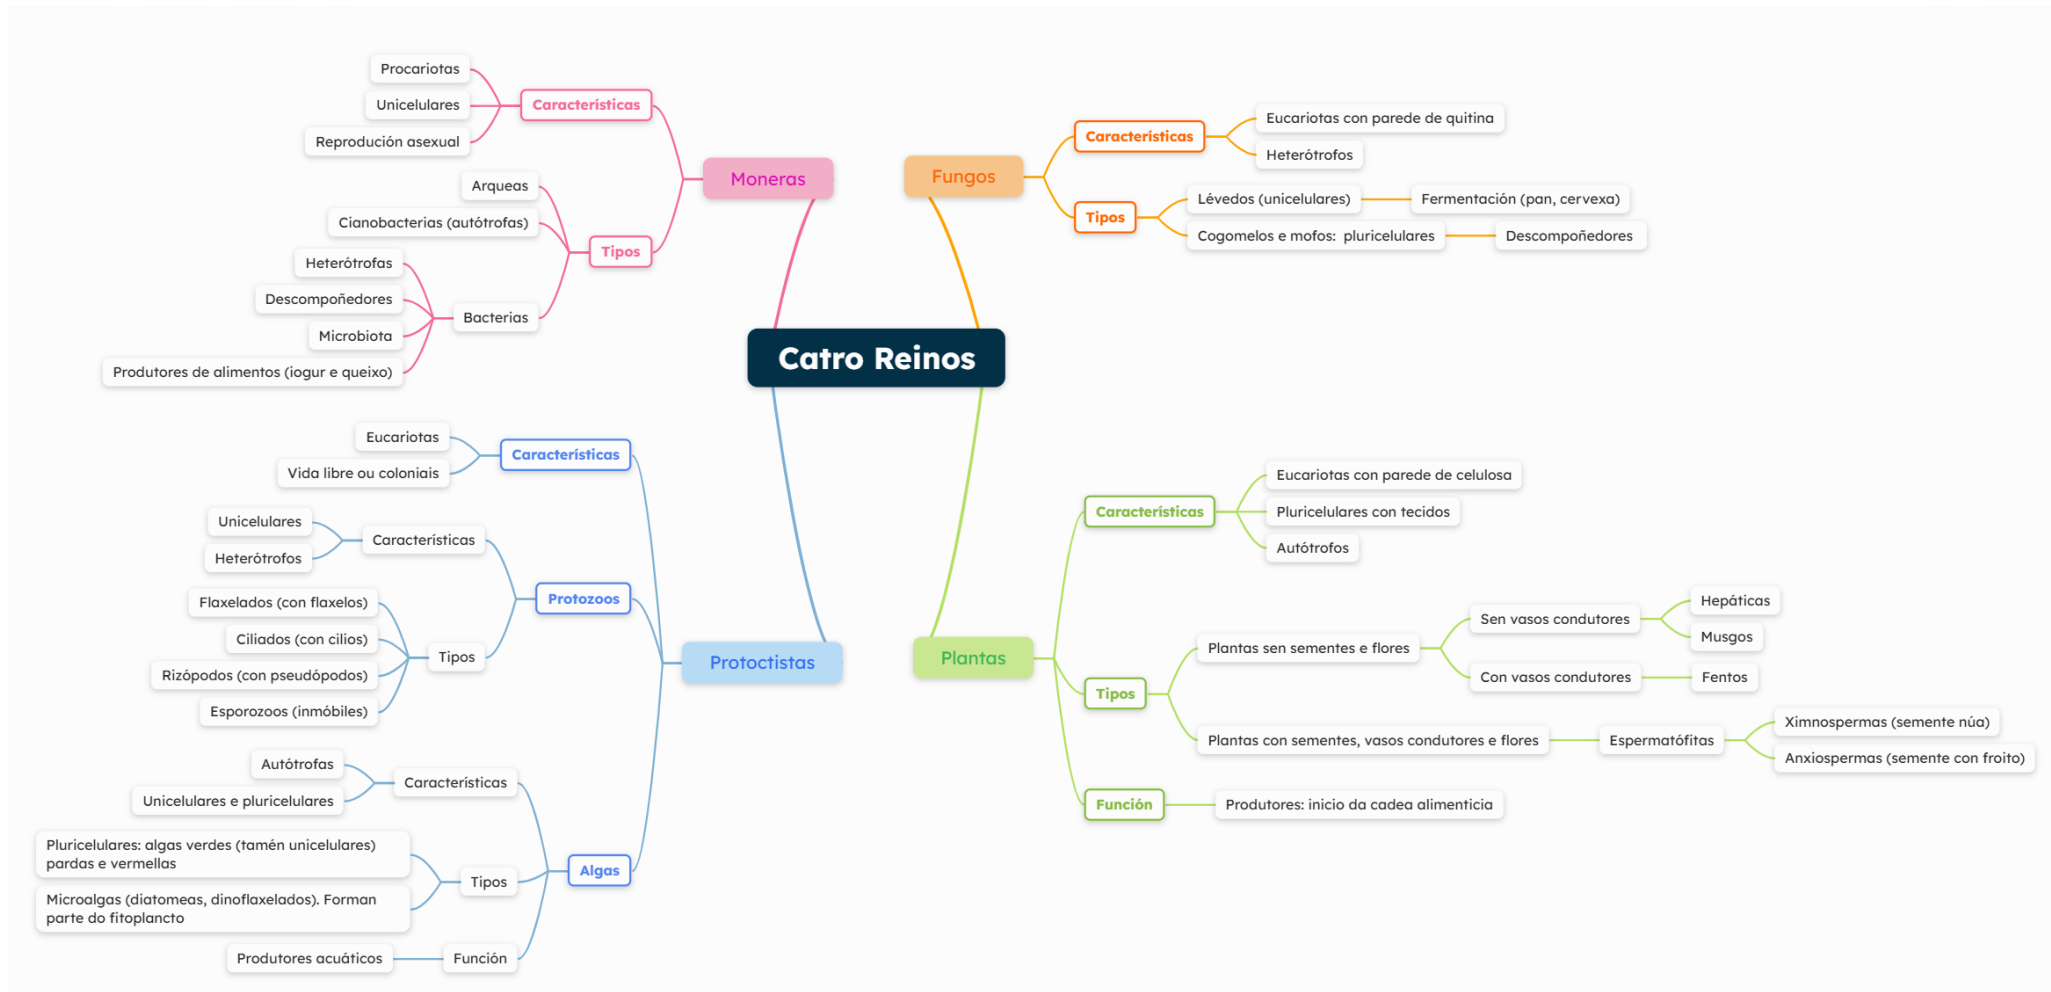 Catro Reinos
Moneras
Características
Procariotas
Unicelulares
Reprodución asexual
Tipos
Arqueas
Cianobacterias (autótrofas)
Bacterias
Heterótrofas
Descompoñedores
Microbiota
Produtores de alimentos (iogur e queixo)
Fungos
Características
Eucariotas con parede de quitina
Heterótrofos
Tipos
Lévedos (unicelulares)
Fermentación (pan, cervexa)
Cogomelos e mofos:  pluricelulares
Descompoñedores
Protoctistas
Características
Eucariotas
Vida libre ou coloniais
Protozoos
Características
Unicelulares
Heterótrofos
Tipos
Flaxelados (con flaxelos)
Ciliados (con cilios)
Rizópodos (con pseudópodos)
Esporozoos (inmóbiles)
Algas
Características
Autótrofas
Unicelulares e pluricelulares
Tipos
Pluricelulares: algas verdes (tamén unicelulares)
pardas e vermellas
Microalgas (diatomeas, dinoflaxelados). Forman
parte do fitoplancto
Función
Produtores acuáticos
Plantas
Características
Eucariotas con parede de celulosa
Pluricelulares con tecidos
Autótrofos
Tipos
Plantas sen sementes e flores
Sen vasos condutores
Hepáticas
Musgos
Con vasos condutores
Fentos
Plantas con sementes, vasos condutores e flores
Espermatófitas
Ximnospermas (semente núa)
Anxiospermas (semente con froito)
Función
Produtores: inicio da cadea alimenticia